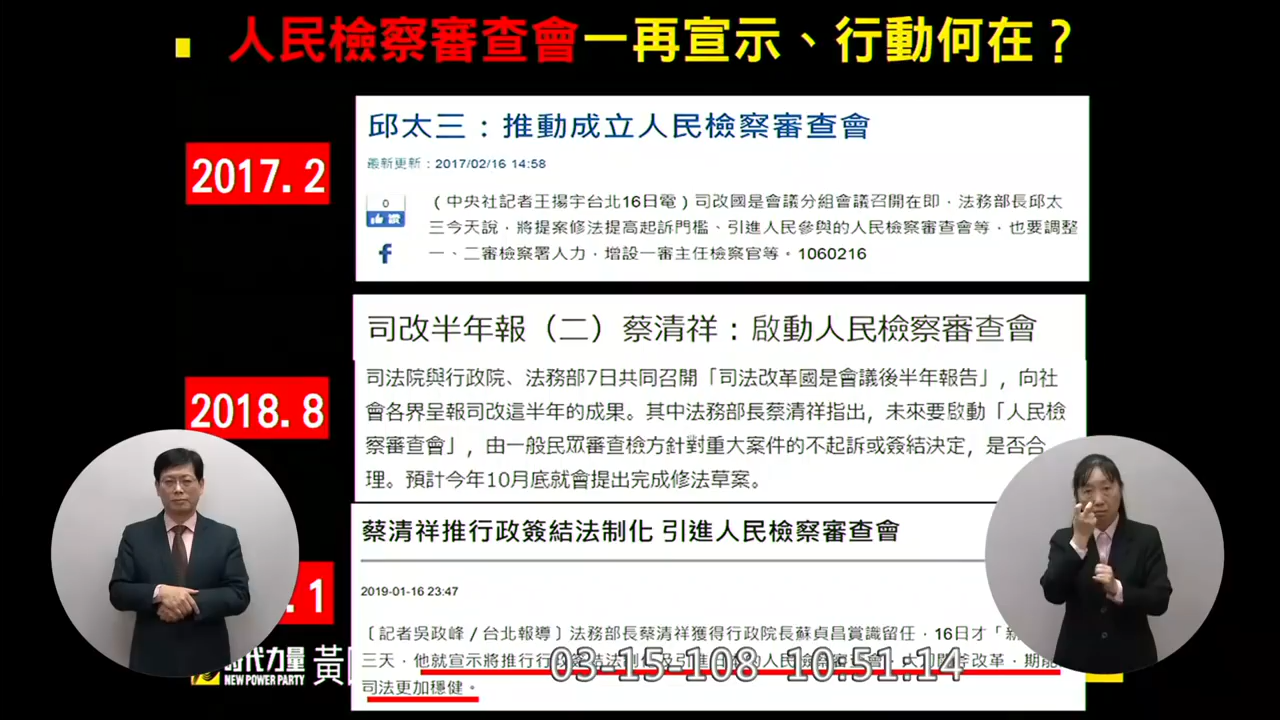 人民檢察審查會一再宣示、行動何在？
2017.2
邱太三：推動成立人民檢察審查會
最新更新：2017/02/16 14:58
0
讚
（中央社記者王揚宇台北16日電）司改國是會議分組會議召開在即，法務部長邱太
三今天說，將提案修法提高起訴門檻、引進人民參與的人民檢察審查會等，也要調整
一、二審檢察署人力，增設一審主任檢察官等。1060216
2018.8
司改半年報（二）蔡清祥：啟動人民檢察審查會
司法院與行政院、法務部7日共同召開「司法改革國是會議後半年報告」，向社
會各界呈報司改這半年的成果。其中法務部長蔡清祥指出，未來要啟動「人民檢
察審查會」，由一般民眾審查檢方針對重大案件的不起訴或簽結決定，是否合
理。預計今年10月底就會提出完成修法草案。
.1
蔡清祥推行政簽結法制化 引進人民檢察審查會
2019-01-16 23:47
〔記者吳政峰／台北報導〕法務部長蔡清祥獲得行政院長蘇貞昌賞識留任，16日才「新
三天，他就宣示將推行行政
司法更加穩健。
代力量
NEW POWER PARTY
黃
03-15-108 10.51.14